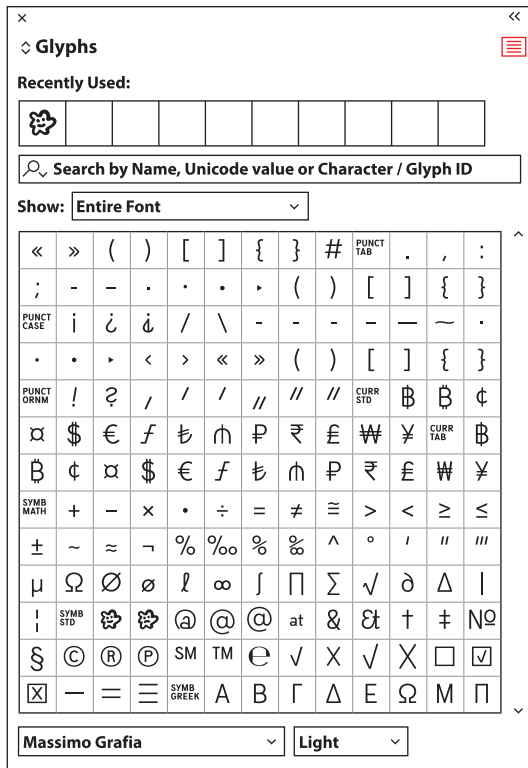 Glyphs
Recently Used:
Search by Name, Unicode value or Character / Glyph ID
Show: Entire Font
« » ( ) [ ] { } # PUNCT TAB . , :
; - – · • • ‣ ( ) [ ] { }
PUNCT CASE ¡ ¿ ¿ / \ - - - – — ~ ·
• • ‣ ‹ › « » ( ) [ ] { }
PUNCT ORNM ! ? / ′ ′ // ″ ″ CURR STD ฿ ₿ ¢
¤ $ € ƒ ₺ ₼ ₽ ₹ £ ₩ ¥ CURR TAB ฿
₿ ¢ ¤ $ € ƒ ₺ ₼ ₽ ₹ £ ₩ ¥
SYMB MATH + − × • ÷ = ≠ ≅ > < ≥ ≤
± ~ ≈ ¬ % ‰ % ‰ ^ ° ′ ″ ‴
µ Ω Ø ø ℓ ∞ ∫ ∏ ∑ √ ∂ ∆ |
¦ SYMB STD @ @ @ at & & † ‡ №
§ © ® ℗ SM TM ℮ √ X √ X ☐ ☑
☒ — = ☰ SYMB GREEK Α Β Γ Δ Ε Ω Μ Π
Massimo Grafia Light